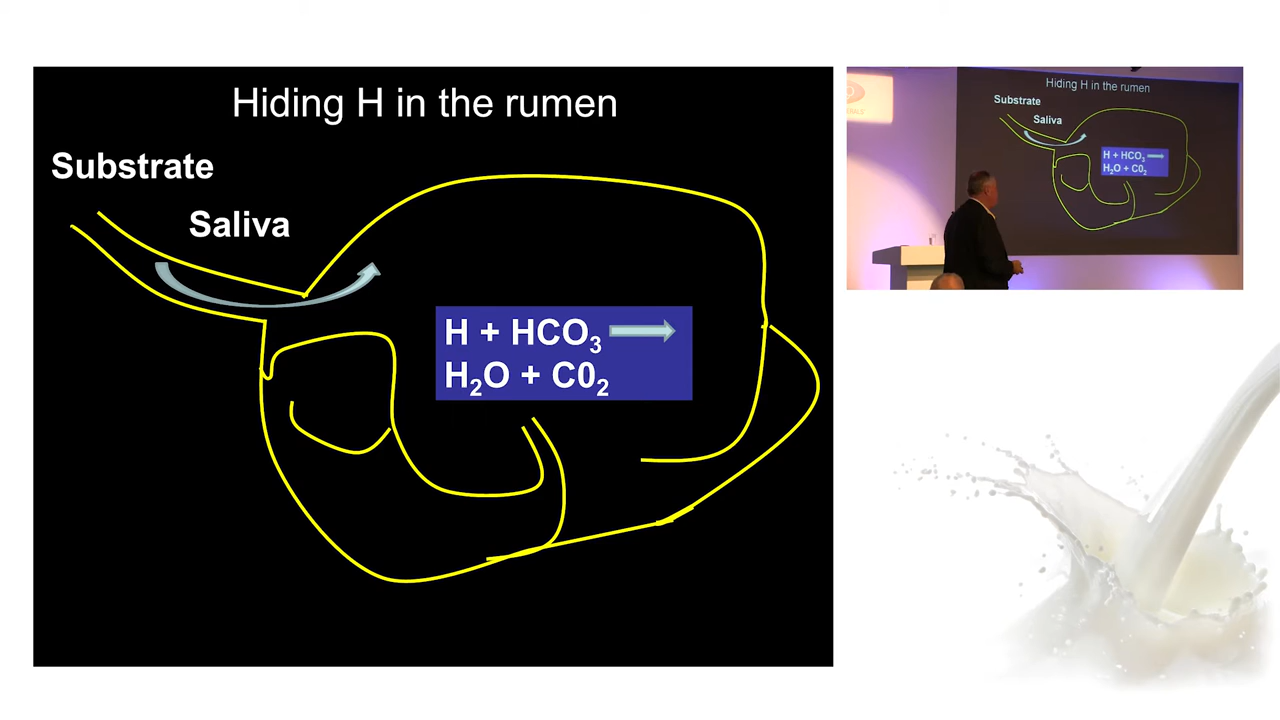 Hiding H in the rumen
Substrate
Saliva
H + HCO₃
H₂O + C0₂
Hiding H in the rumen
Substrate
Saliva
H + HCO₃
H₂O + C0₂